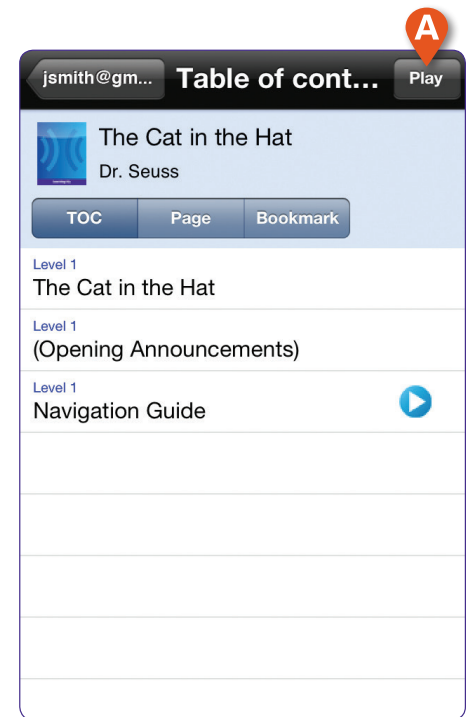 A
jsmith@gm... Table of cont... Play
The Cat in the Hat
Dr. Seuss
TOC Page Bookmark
Level 1
The Cat in the Hat
Level 1
(Opening Announcements)
Level 1
Navigation Guide